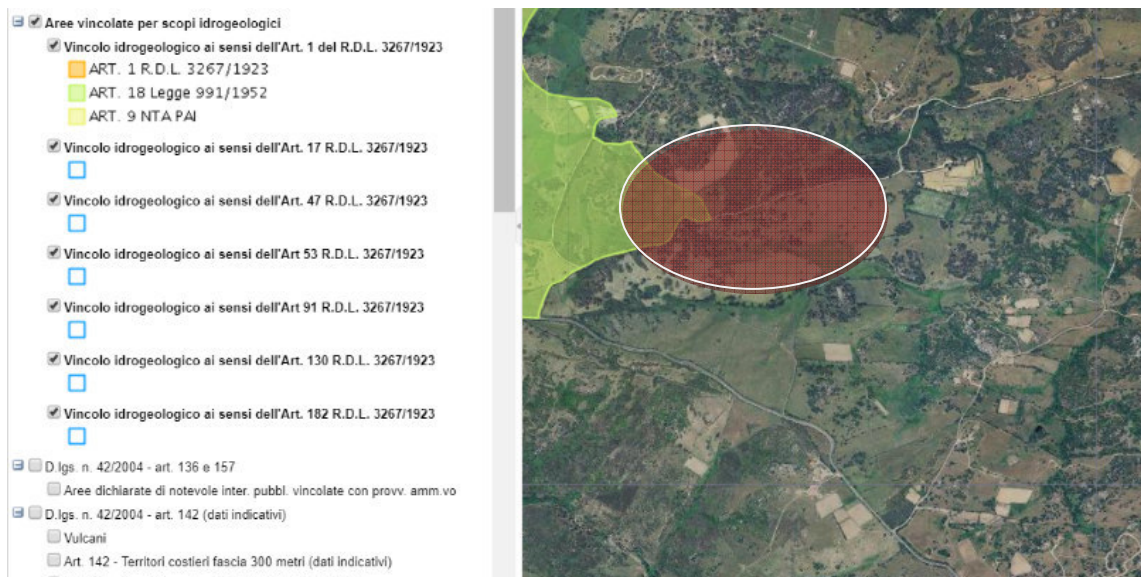 Aree vincolate per scopi idrogeologici
Vincolo idrogeologico ai sensi dell'Art. 1 del R.D.L. 3267/1923
ART. 1 R.D.L. 3267/1923
ART. 18 Legge 991/1952
ART. 9 NTA PAI
Vincolo idrogeologico ai sensi dell'Art. 17 R.D.L. 3267/1923
Vincolo idrogeologico ai sensi dell'Art. 47 R.D.L. 3267/1923
Vincolo idrogeologico ai sensi dell'Art 53 R.D.L. 3267/1923
Vincolo idrogeologico ai sensi dell'Art 91 R.D.L. 3267/1923
Vincolo idrogeologico ai sensi dell'Art. 130 R.D.L. 3267/1923
Vincolo idrogeologico ai sensi dell'Art. 182 R.D.L. 3267/1923
D.lgs. n. 42/2004 - art. 136 e 157
Aree dichiarate di notevole inter. pubbl. vincolate con provv. amm.vo
D.lgs. n. 42/2004 - art. 142 (dati indicativi)
Vulcani
Art. 142 - Territori costieri fascia 300 metri (dati indicativi)